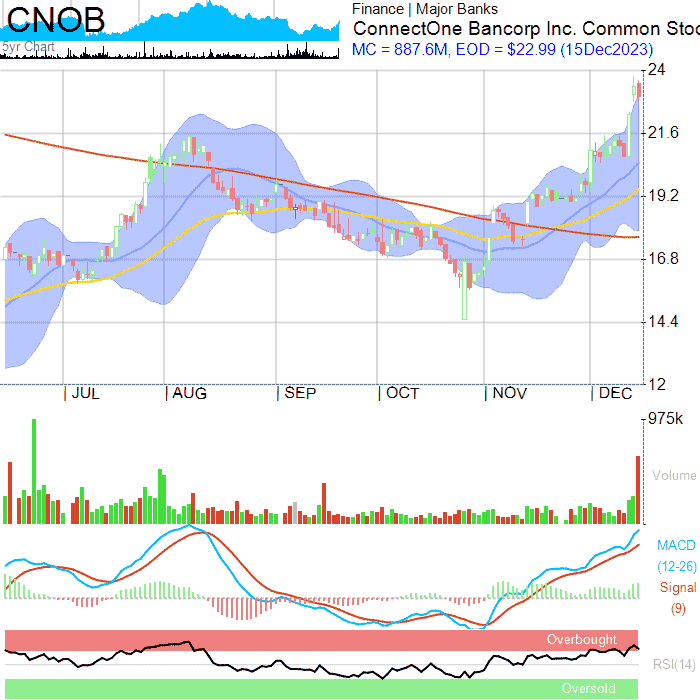 CNOB
5yr Chart
Finance | Major Banks
ConnectOne Bancorp Inc. Common Stoc
MC = 887.6M, EOD = $22.99 (15Dec2023)
24
21.6
19.2
16.8
14.4
12
| JUL | AUG | SEP | OCT | NOV | DEC
975k
Volume
MACD
(12-26)
Signal
(9)
Overbought
RSI(14)
Oversold